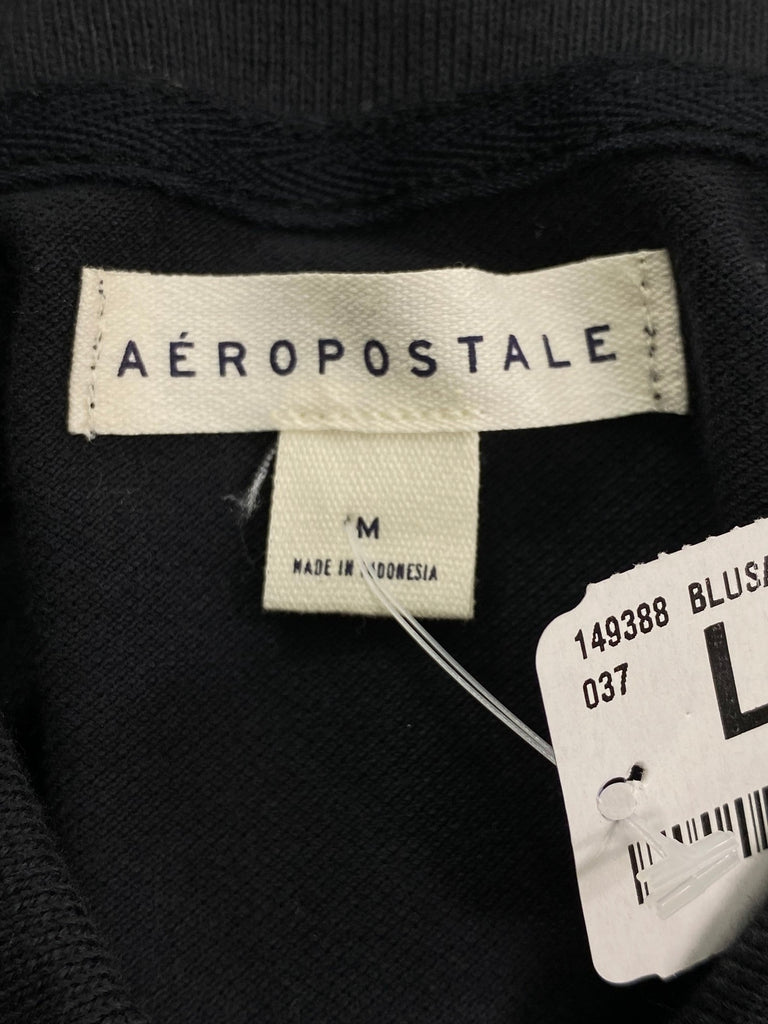 AÉROPOSTALE
M
MADE IN INDONESIA
149388 BLUSA
037
L